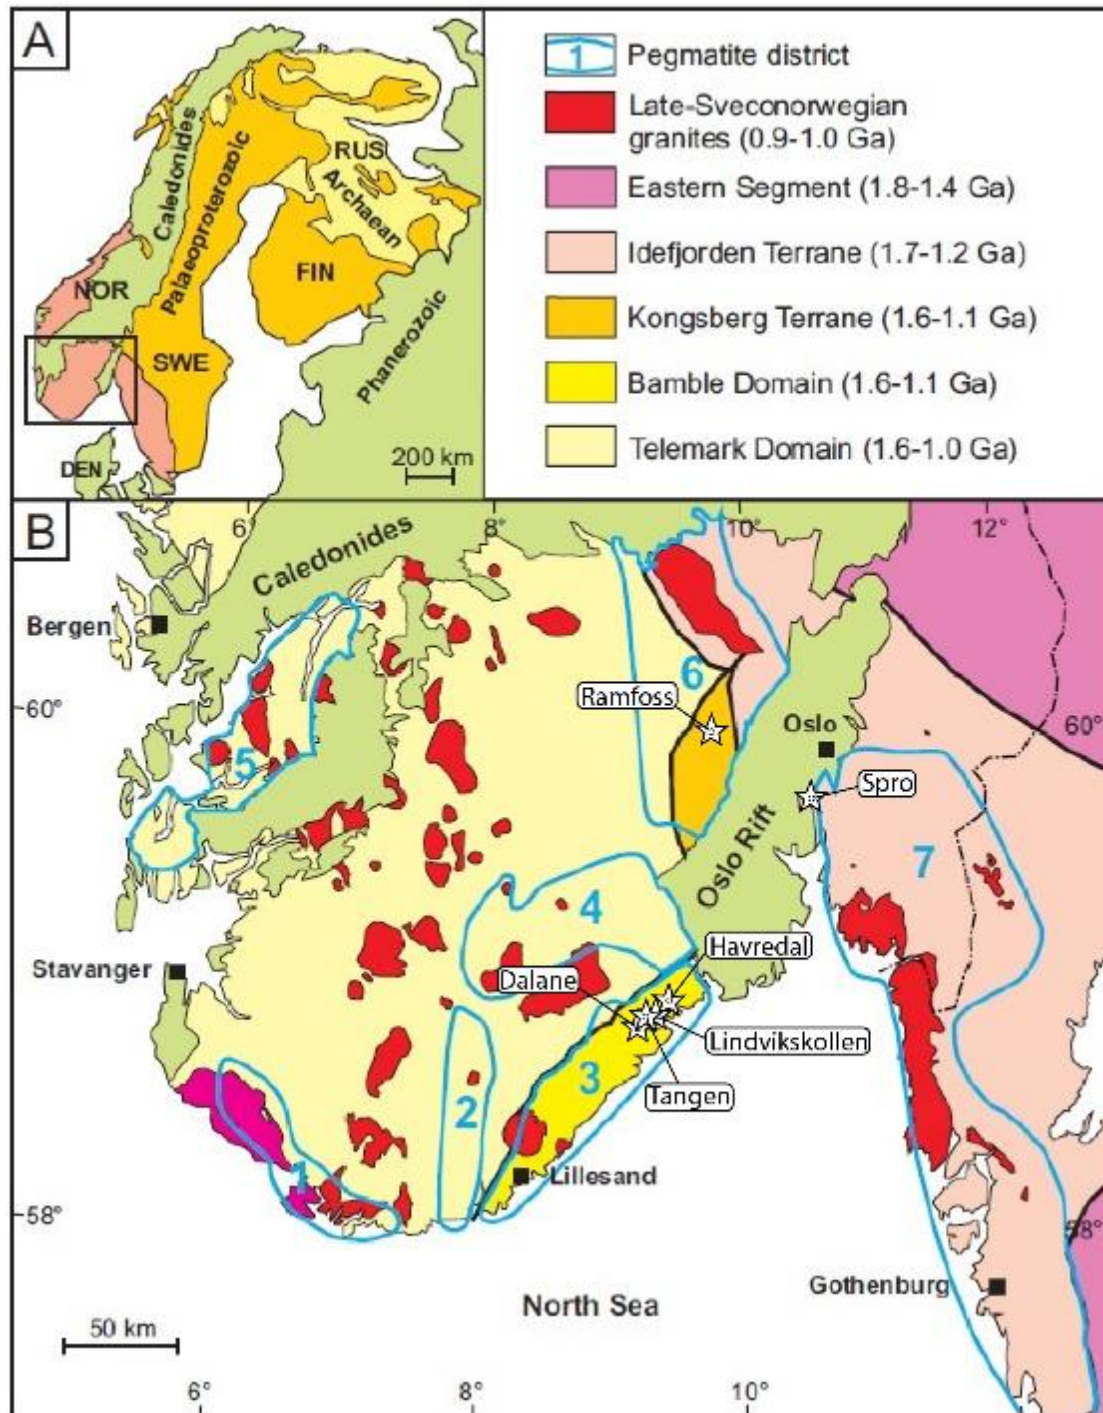 A
Caledonides
Palaeoproterozoic
RUS
Archaean
NOR
FIN
SWE
Phanerozoic
DEN
200 km
1
Pegmatite district
Late-Sveconorwegian
granites (0.9-1.0 Ga)
Eastern Segment (1.8-1.4 Ga)
Idefjorden Terrane (1.7-1.2 Ga)
Kongsberg Terrane (1.6-1.1 Ga)
Bamble Domain (1.6-1.1 Ga)
Telemark Domain (1.6-1.0 Ga)
B
6°
8°
10°
12°
Caledonides
Bergen
60°
6
Ramfoss
Oslo
60°
5
Spro
Oslo Rift
7
4
Havredal
Stavanger
Dalane
Lindvikskollen
3
Tangen
2
1
Lillesand
58°
58°
Gothenburg
North Sea
50 km
6°
8°
10°